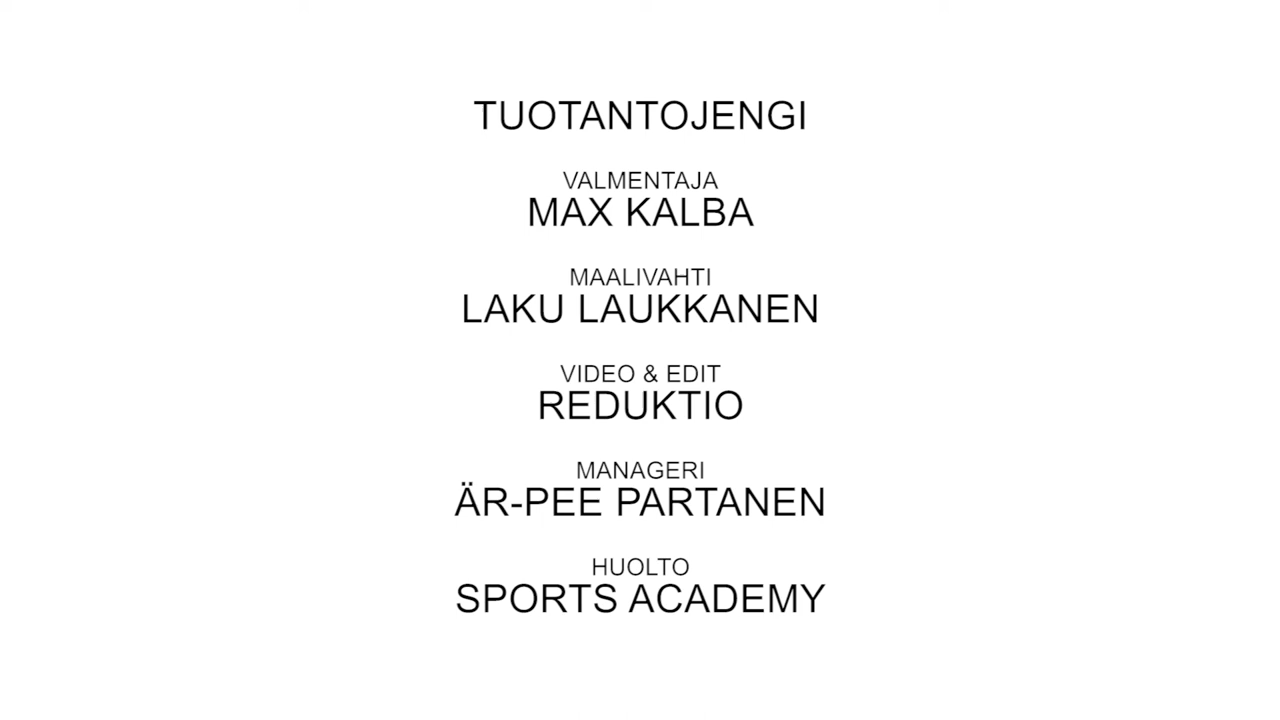 TUOTANTOJENGI
VALMENTAJA
MAX KALBA
MAALIVAHTI
LAKU LAUKKANEN
VIDEO & EDIT
REDUKTIO
MANAGERI
ÄR-PEE PARTANEN
HUOLTO
SPORTS ACADEMY